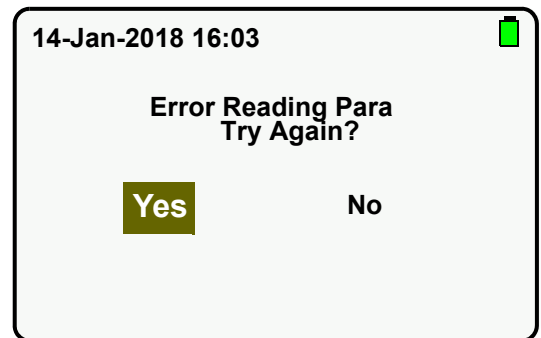 14-Jan-2018 16:03
Error Reading Para
Try Again?
Yes No